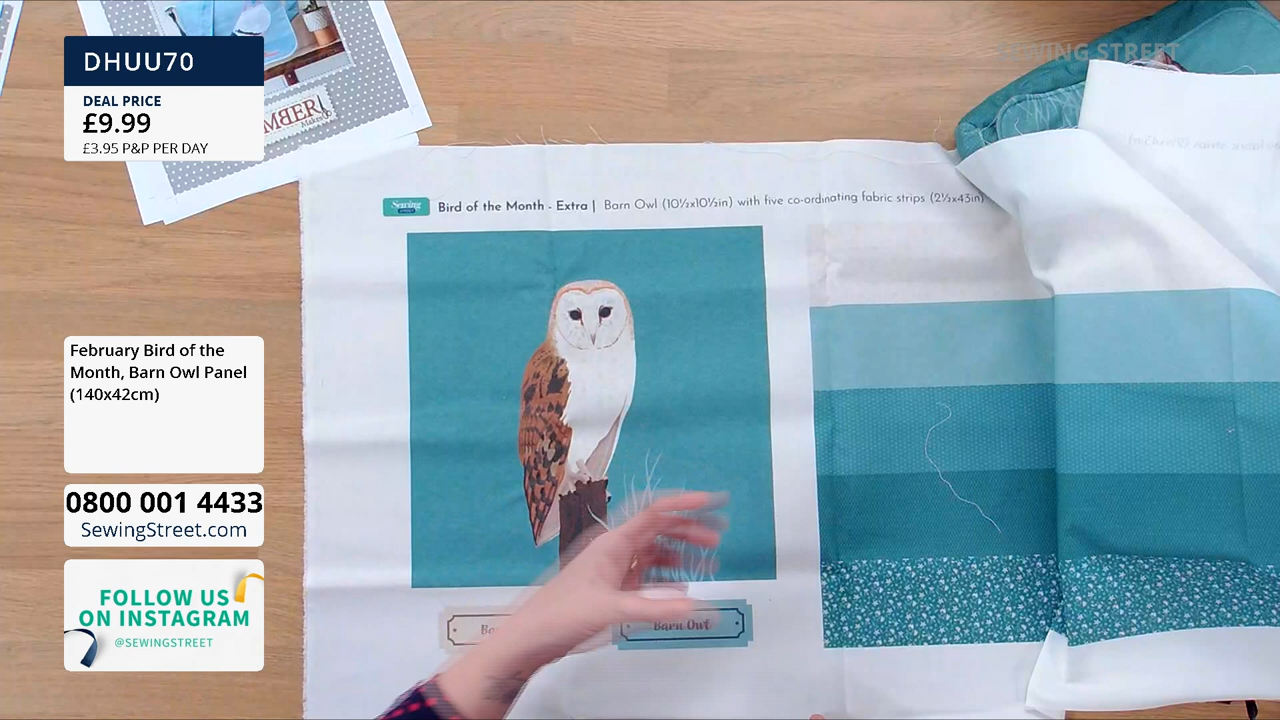 DHUU70
DEAL PRICE
£9.99
£3.95 P&P PER DAY
SEWING STREET
Sewing
Bird of the Month - Extra | Barn Owl (10½x10½in) with five co-ordinating fabric strips (2½x43in)
February Bird of the
Month, Barn Owl Panel
(140x42cm)
0800 001 4433
SewingStreet.com
FOLLOW US
ON INSTAGRAM
@SEWINGSTREET
Barn Owl